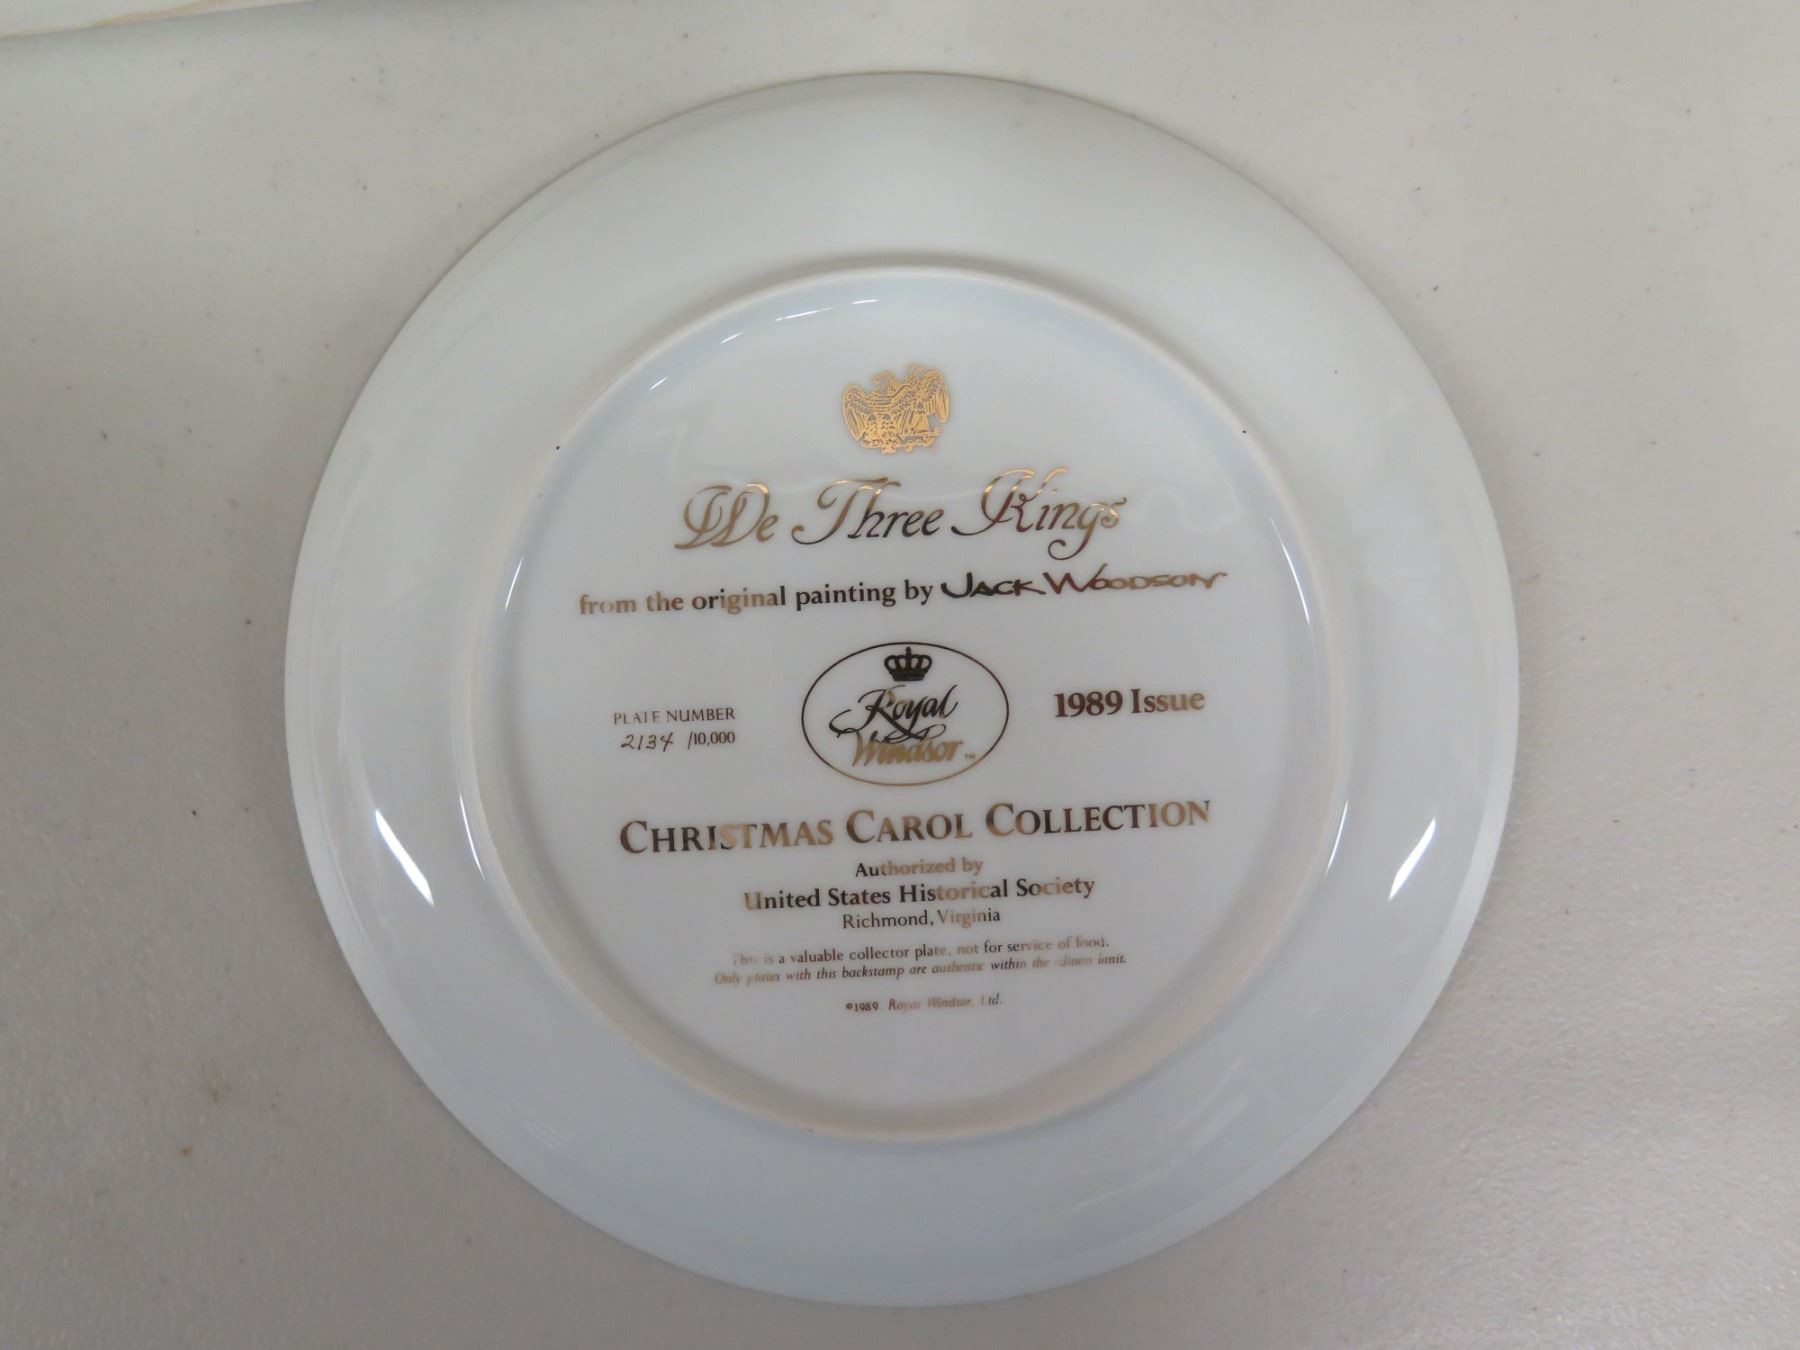 We Three Kings
from the original painting by JACK WOODSON
PLATE NUMBER
2134 /10,000
Royal
Windsor™
1989 Issue
CHRISTMAS CAROL COLLECTION
Authorized by
United States Historical Society
Richmond, Virginia
This is a valuable collector plate, not for service of food.
Only plates with this backstamp are authentic within the edition limit.
©1989 Royal Windsor, Ltd.